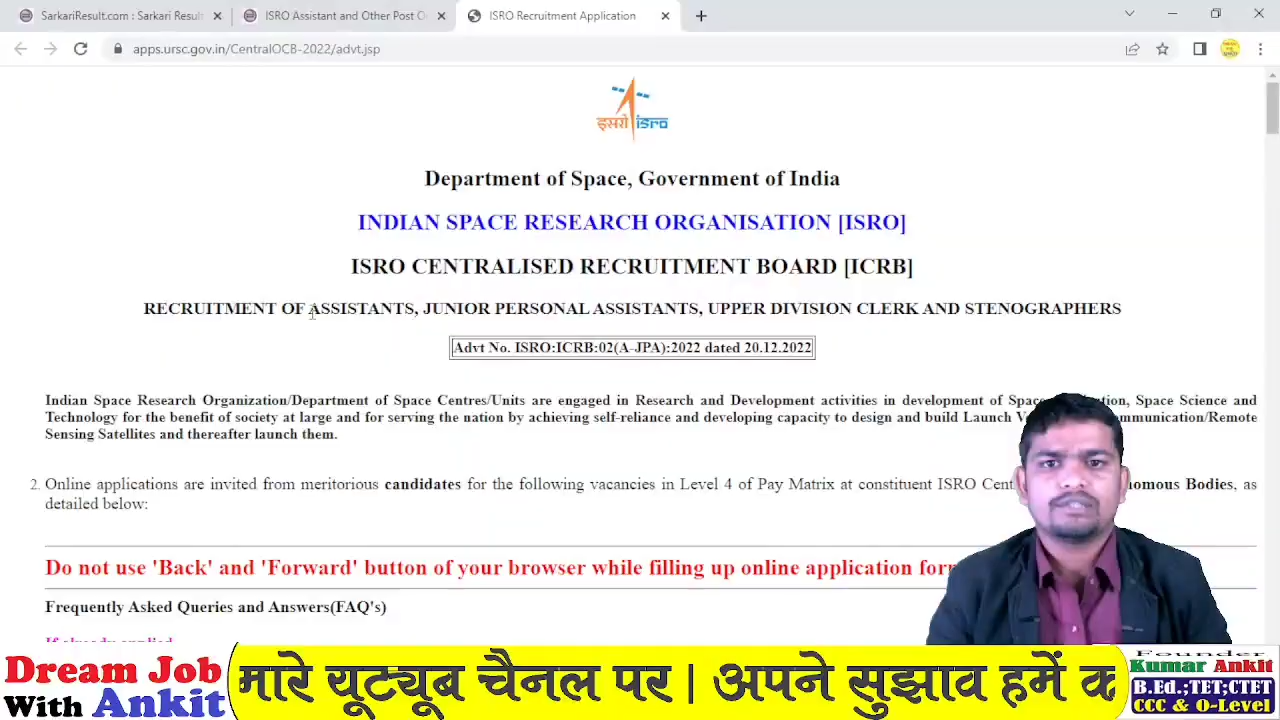 SarkariResult.com : Sarkari Result
ISRO Assistant and Other Post O
ISRO Recruitment Application
apps.ursc.gov.in/CentralOCB-2022/advt.jsp
इसरो isro
Department of Space, Government of India
INDIAN SPACE RESEARCH ORGANISATION [ISRO]
ISRO CENTRALISED RECRUITMENT BOARD [ICRB]
RECRUITMENT OF ASSISTANTS, JUNIOR PERSONAL ASSISTANTS, UPPER DIVISION CLERK AND STENOGRAPHERS
Advt No. ISRO:ICRB:02(A-JPA):2022 dated 20.12.2022
Indian Space Research Organization/Department of Space Centres/Units are engaged in Research and Development activities in development of Space Science and
Technology for the benefit of society at large and for serving the nation by achieving self-reliance and developing capacity to design and build Launch
Sensing Satellites and thereafter launch them.
2. Online applications are invited from meritorious candidates for the following vacancies in Level 4 of Pay Matrix at constituent ISRO Bodies, as
detailed below:
Do not use 'Back' and 'Forward' button of your browser while filling up online application
Frequently Asked Queries and Answers(FAQ's)
If already applied
Dream Job
With Ankit
मारे यूट्यूब चैनल पर | अपने सुझाव हमें क
Founder
Kumar Ankit
B.Ed.;TET;CTET
CCC & O-Level